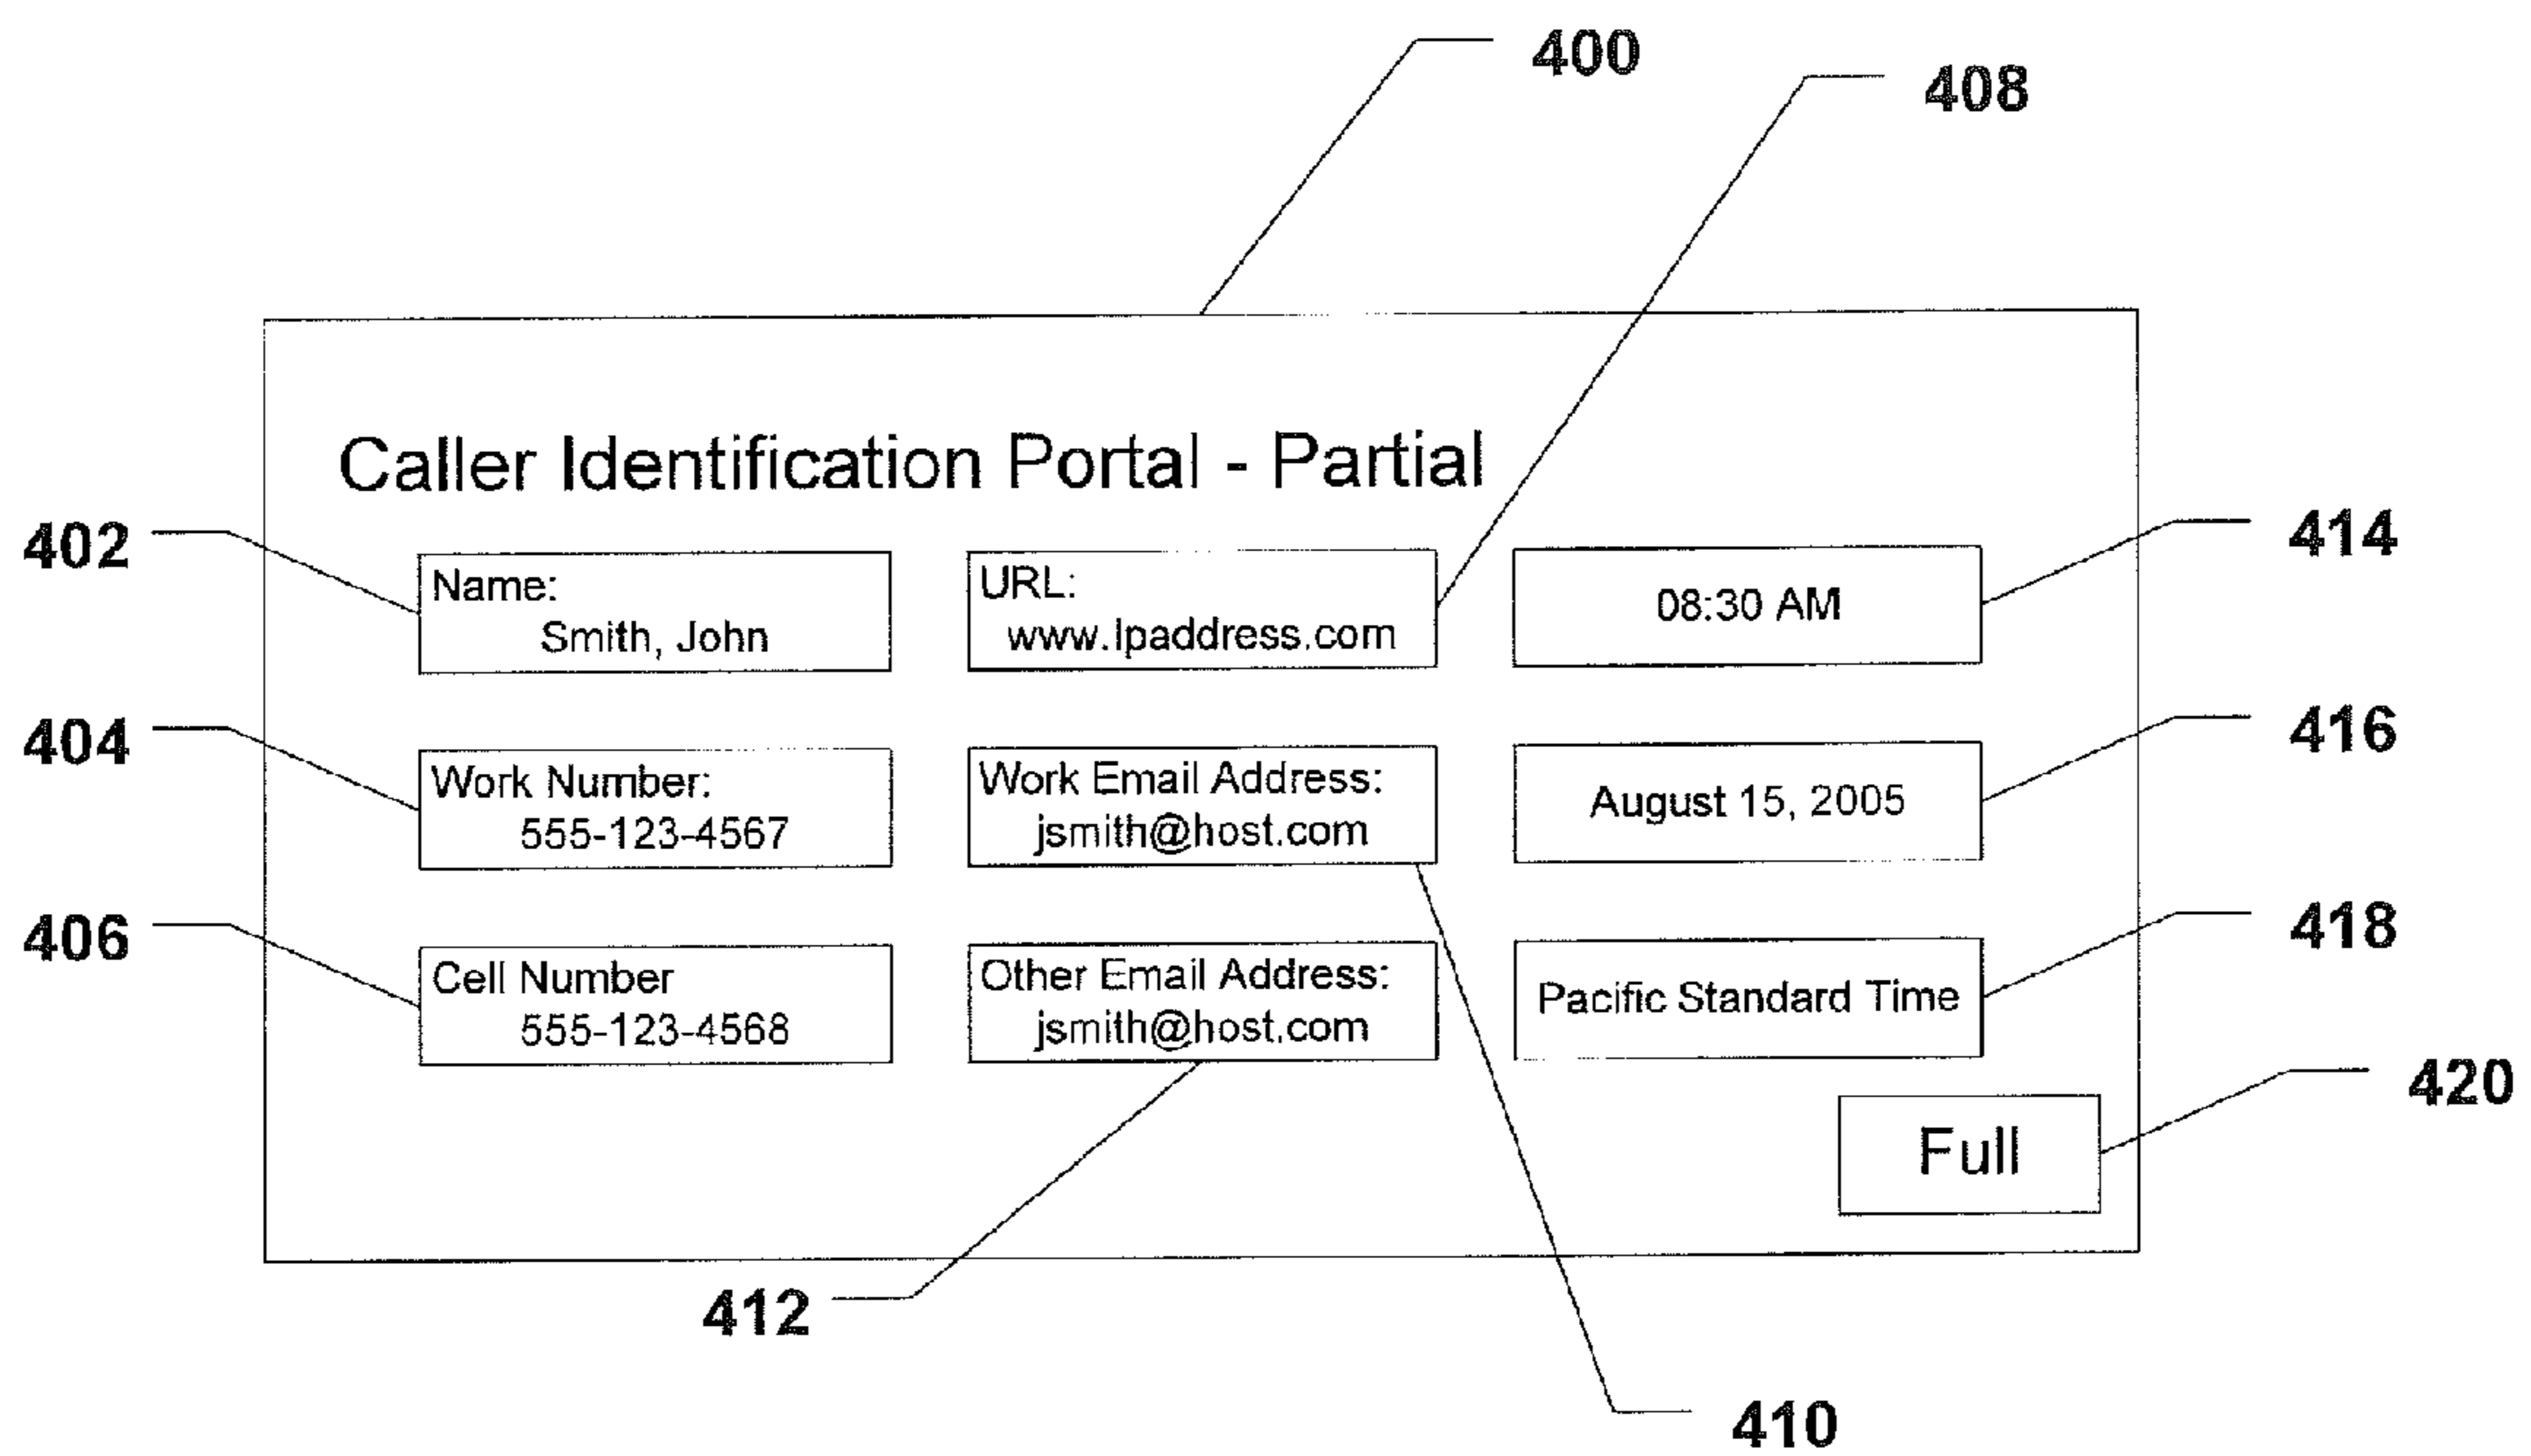 400
408
Caller Identification Portal - Partial
402
Name:
Smith, John
URL:
www.Ipaddress.com
08:30 AM
414
404
Work Number:
555-123-4567
Work Email Address:
jsmith@host.com
August 15, 2005
416
406
Cell Number
555-123-4568
Other Email Address:
jsmith@host.com
Pacific Standard Time
418
Full
420
412
410